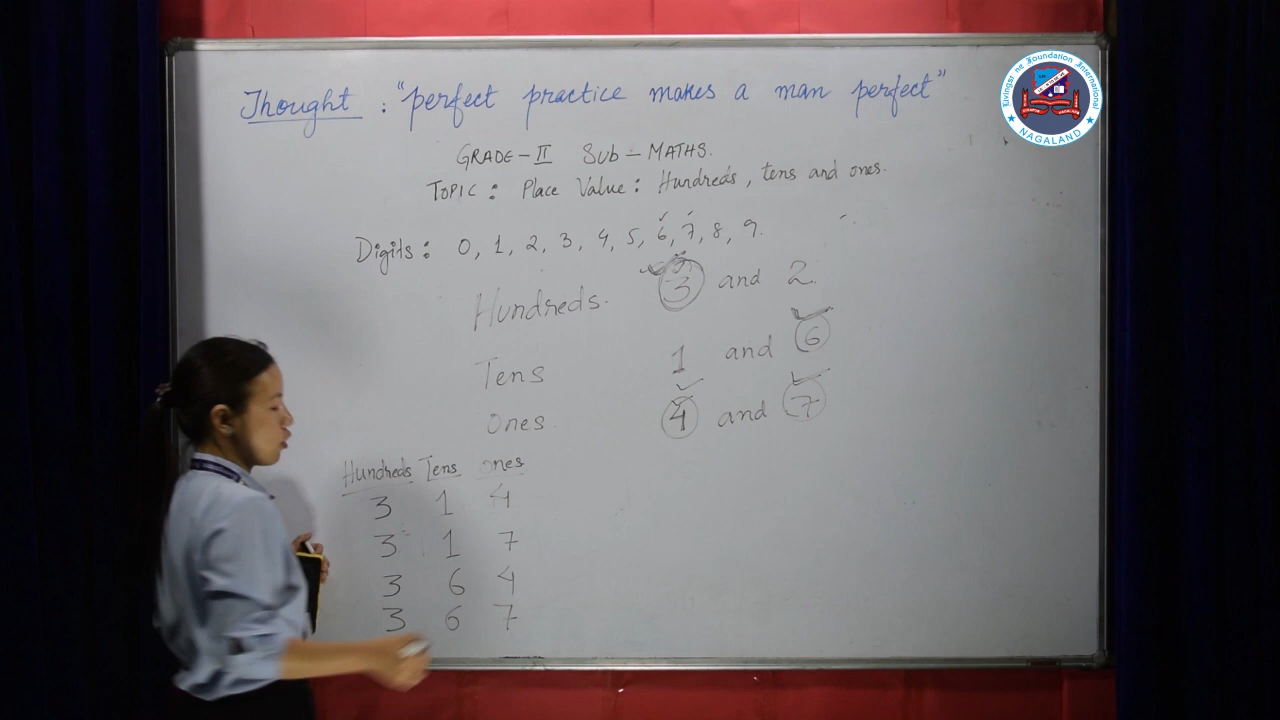 Thought : "perfect practice makes a man perfect"
GRADE-II Sub-MATHS.
TOPIC : Place Value : Hundreds, tens and ones.
Digits : 0, 1, 2, 3, 4, 5, 6, 7, 8, 9.
Hundreds. 3 and 2.
Tens 1 and 6
Ones. 4 and 7
Hundreds Tens ones
3 1 4
3 1 7
3 6 4
3 6 7
Foundation International
NAGALAND